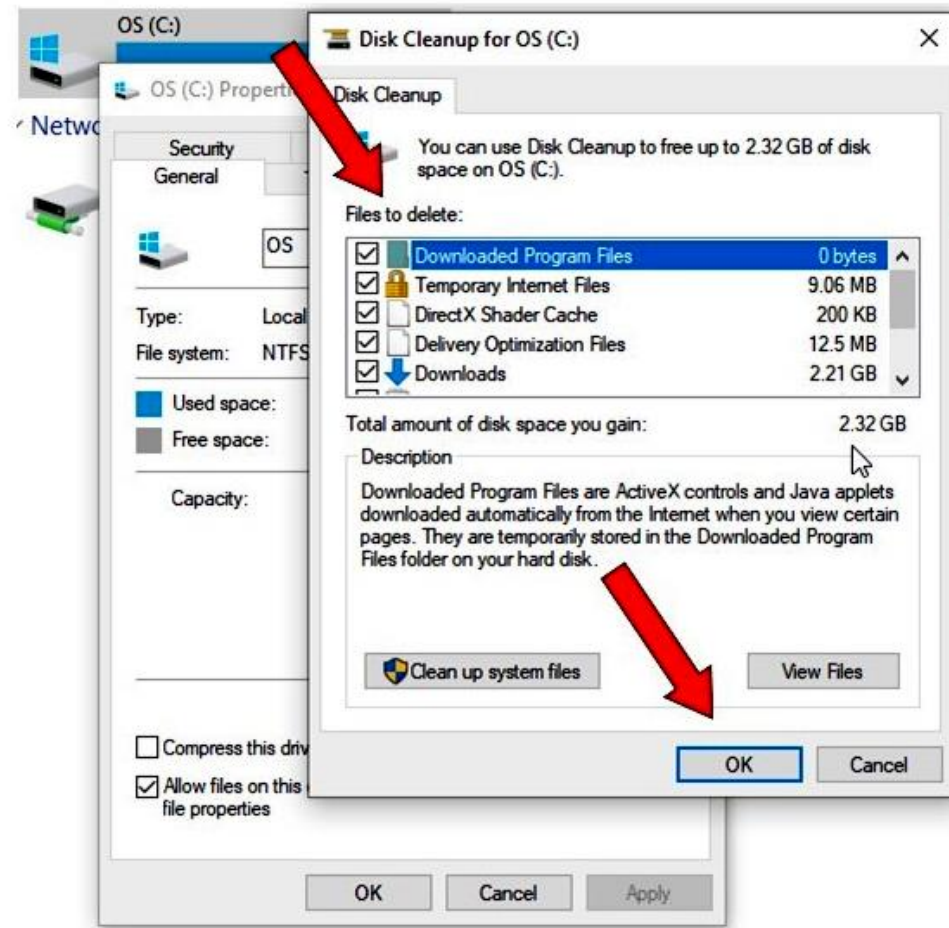 OS (C:)
Netwo
OS (C:) Properti
Security
General
OS
Type: Local
File system: NTFS
Used space:
Free space:
Capacity:
Compress this driv
Allow files on this
file properties
OK Cancel Apply
Disk Cleanup for OS (C:)
Disk Cleanup
You can use Disk Cleanup to free up to 2.32 GB of disk
space on OS (C:).
Files to delete:
Downloaded Program Files 0 bytes
Temporary Internet Files 9.06 MB
DirectX Shader Cache 200 KB
Delivery Optimization Files 12.5 MB
Downloads 2.21 GB
Total amount of disk space you gain: 2.32 GB
Description
Downloaded Program Files are ActiveX controls and Java applets
downloaded automatically from the Internet when you view certain
pages. They are temporarily stored in the Downloaded Program
Files folder on your hard disk.
Clean up system files View Files
OK Cancel